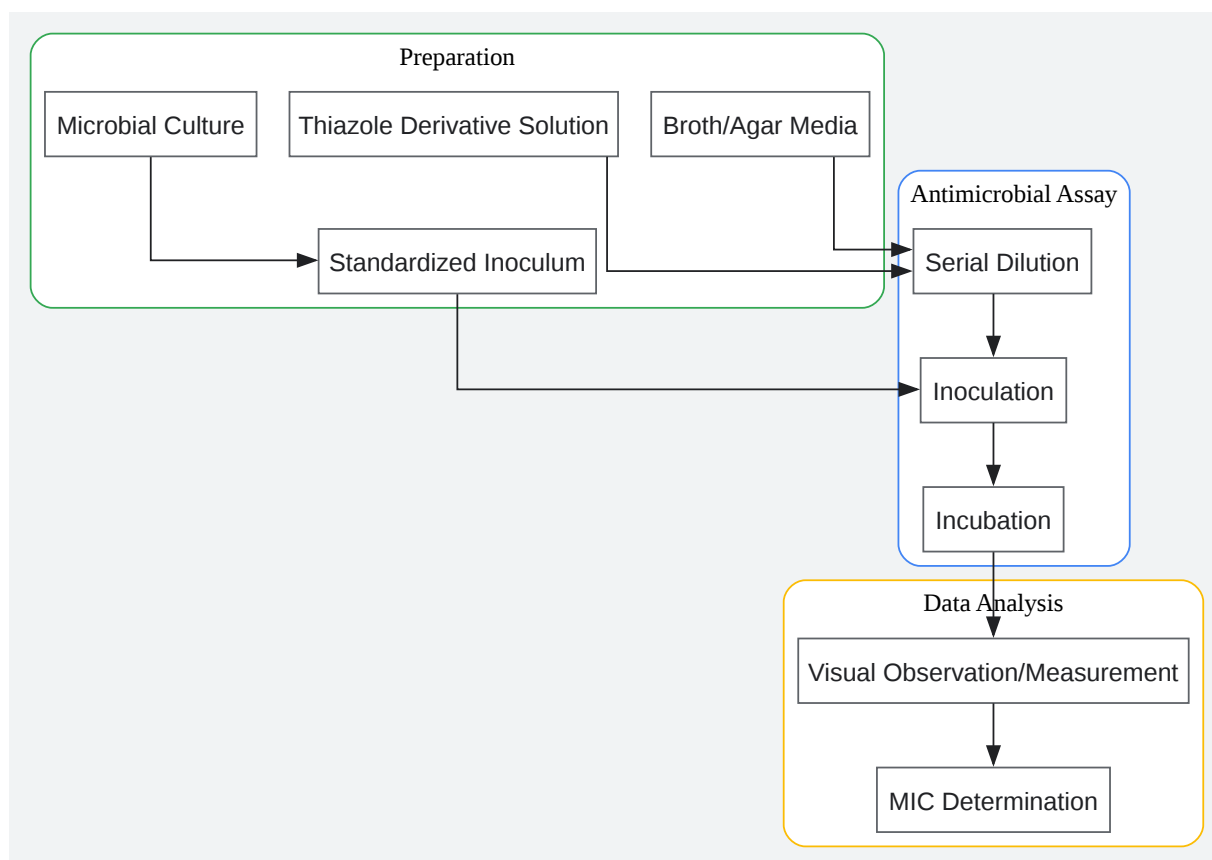 Preparation
Microbial Culture
Thiazole Derivative Solution
Broth/Agar Media
Standardized Inoculum
Antimicrobial Assay
Serial Dilution
Inoculation
Incubation
Data Analysis
Visual Observation/Measurement
MIC Determination